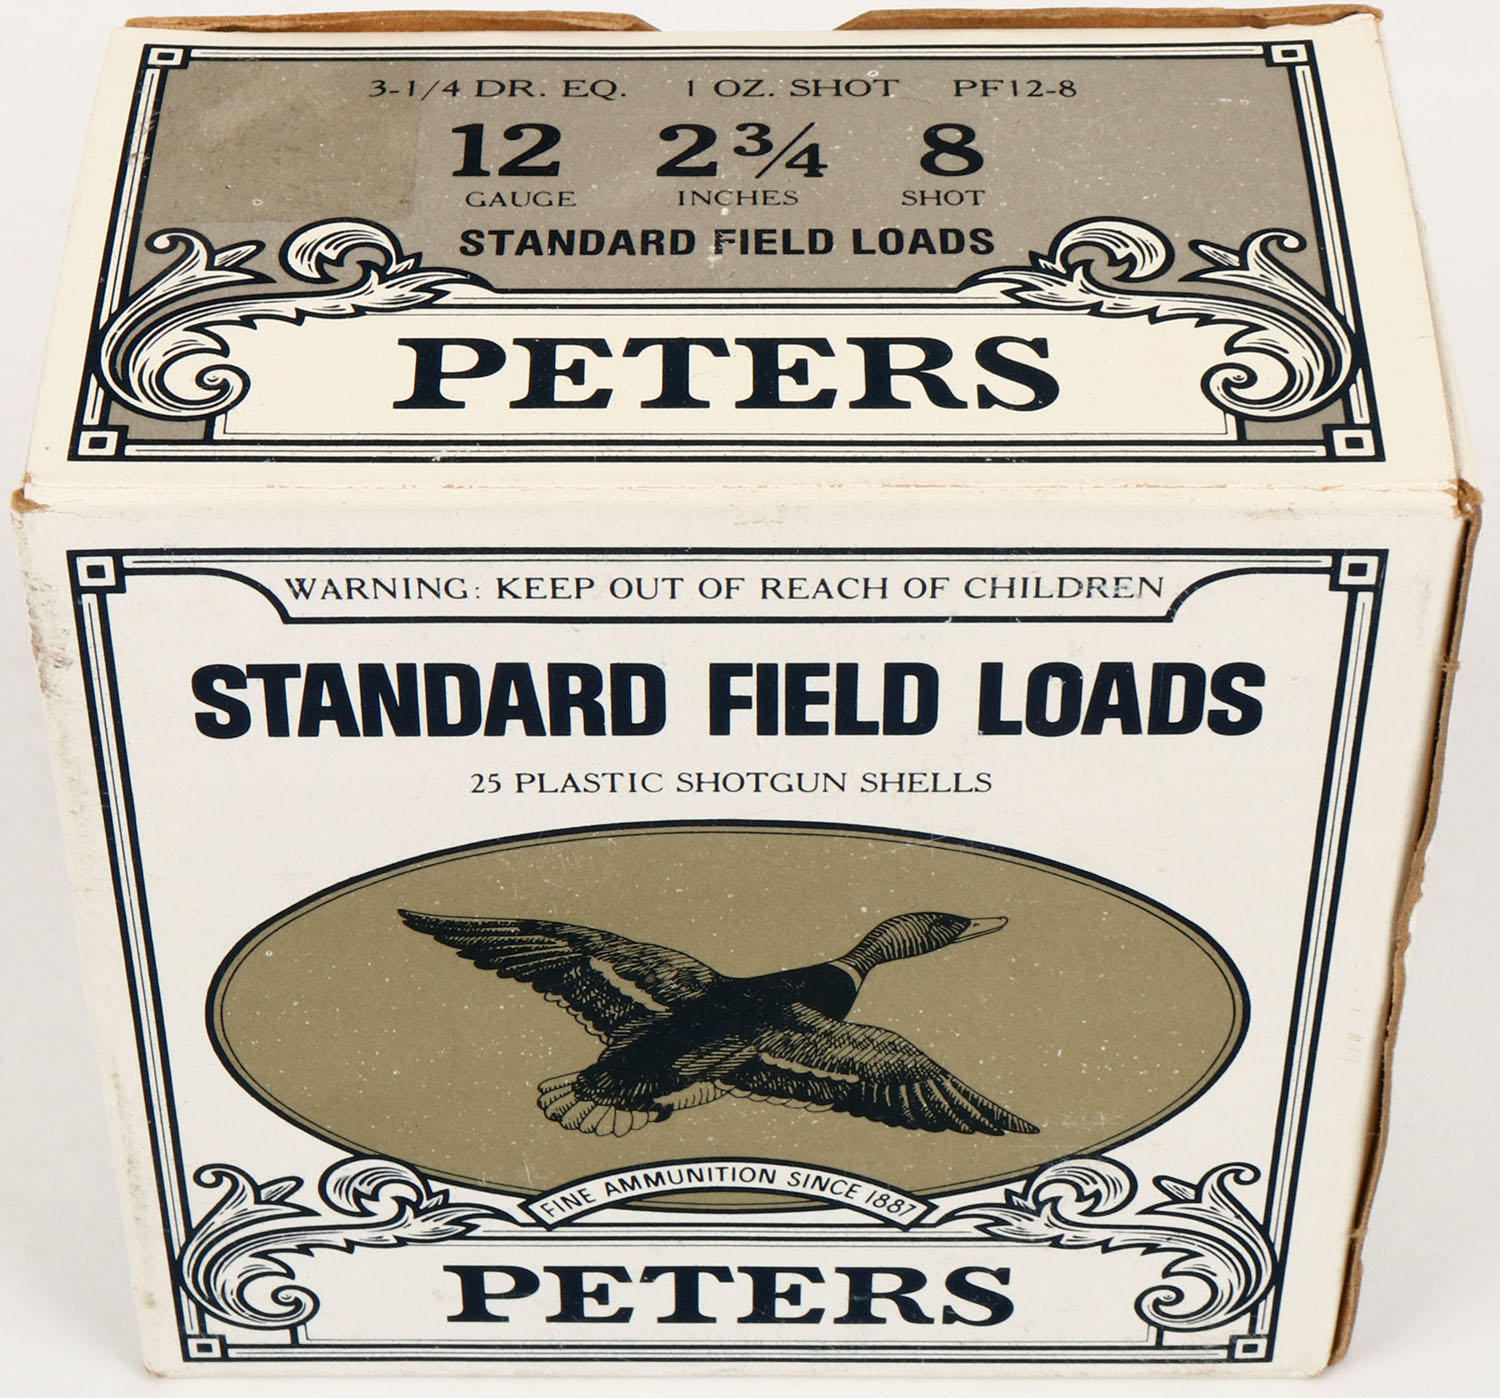 3-1/4 DR. EQ. 1 OZ. SHOT PF12-8
12 2 3/4 8
GAUGE INCHES SHOT
STANDARD FIELD LOADS
PETERS
WARNING: KEEP OUT OF REACH OF CHILDREN
STANDARD FIELD LOADS
25 PLASTIC SHOTGUN SHELLS
FINE AMMUNITION SINCE 1887
PETERS